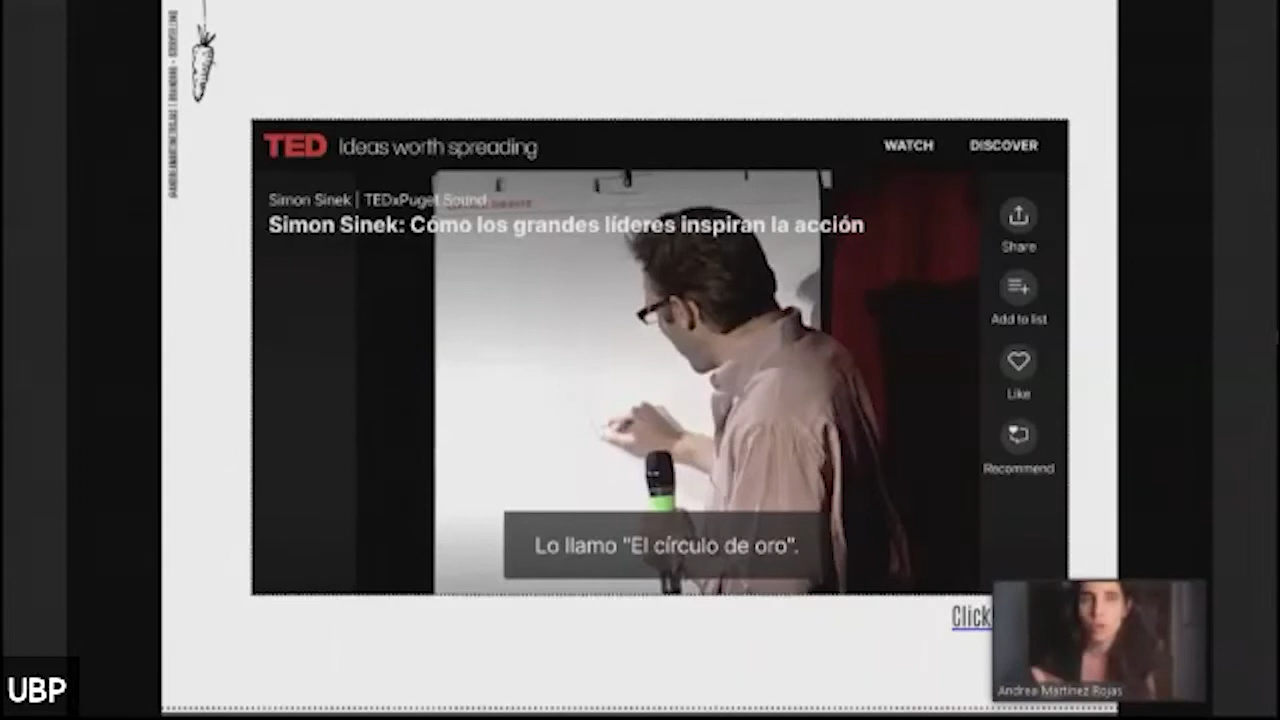 TED Ideas worth spreading
WATCH
DISCOVER
Simon Sinek | TEDxPuget Sound
Simon Sinek: Cómo los grandes líderes inspiran la acción
Share
Add to list
Like
Recommend
Lo llamo "El círculo de oro".
Click
Andrea Martínez Rojas
UBP